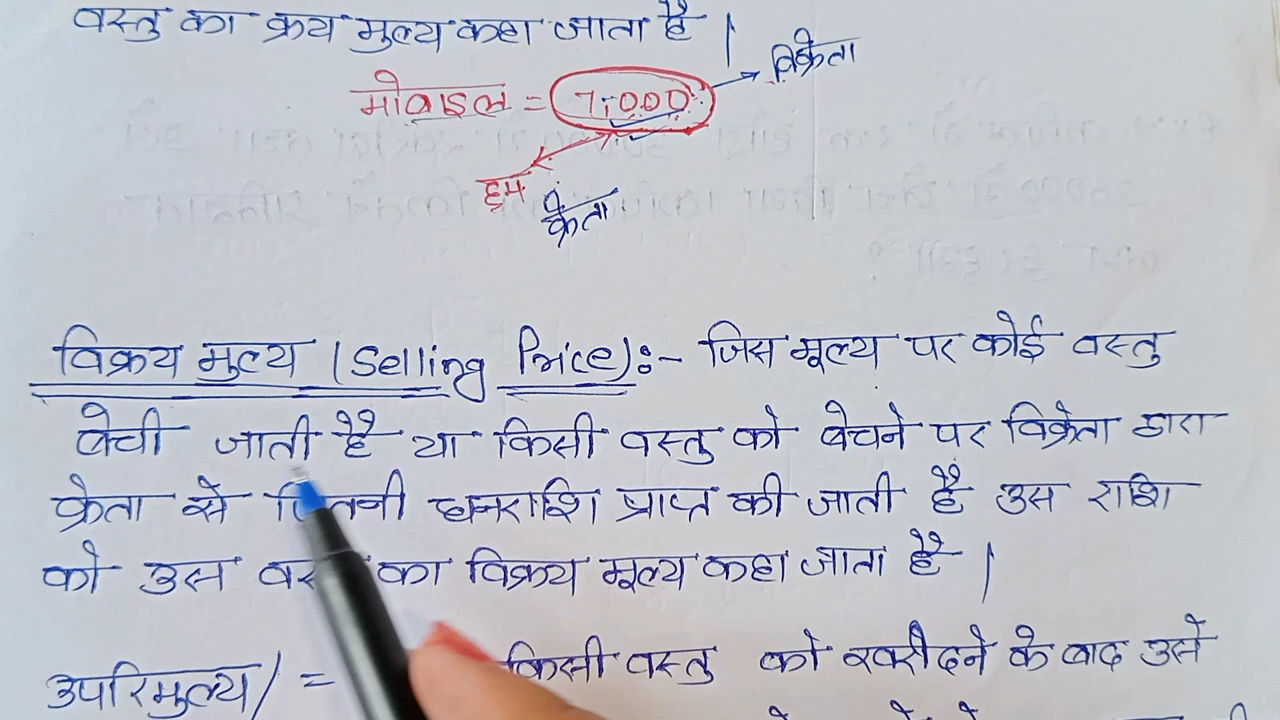 वस्तु का क्रय मुल्य कहा जाता है |
विक्रेता
मोबाइल = 7,000
हम
क्रेता
विक्रय मुल्य (Selling Price):- जिस मूल्य पर कोई वस्तु
बेची जाती है या किसी वस्तु को बेचने पर विक्रेता द्वारा
क्रेता से जितनी धनराशि प्राप्त की जाती है उस राशि
को उस का विक्रय मूल्य कहा जाता है |
उपरिमुल्य/ = किसी वस्तु को खरीदने के बाद उसे